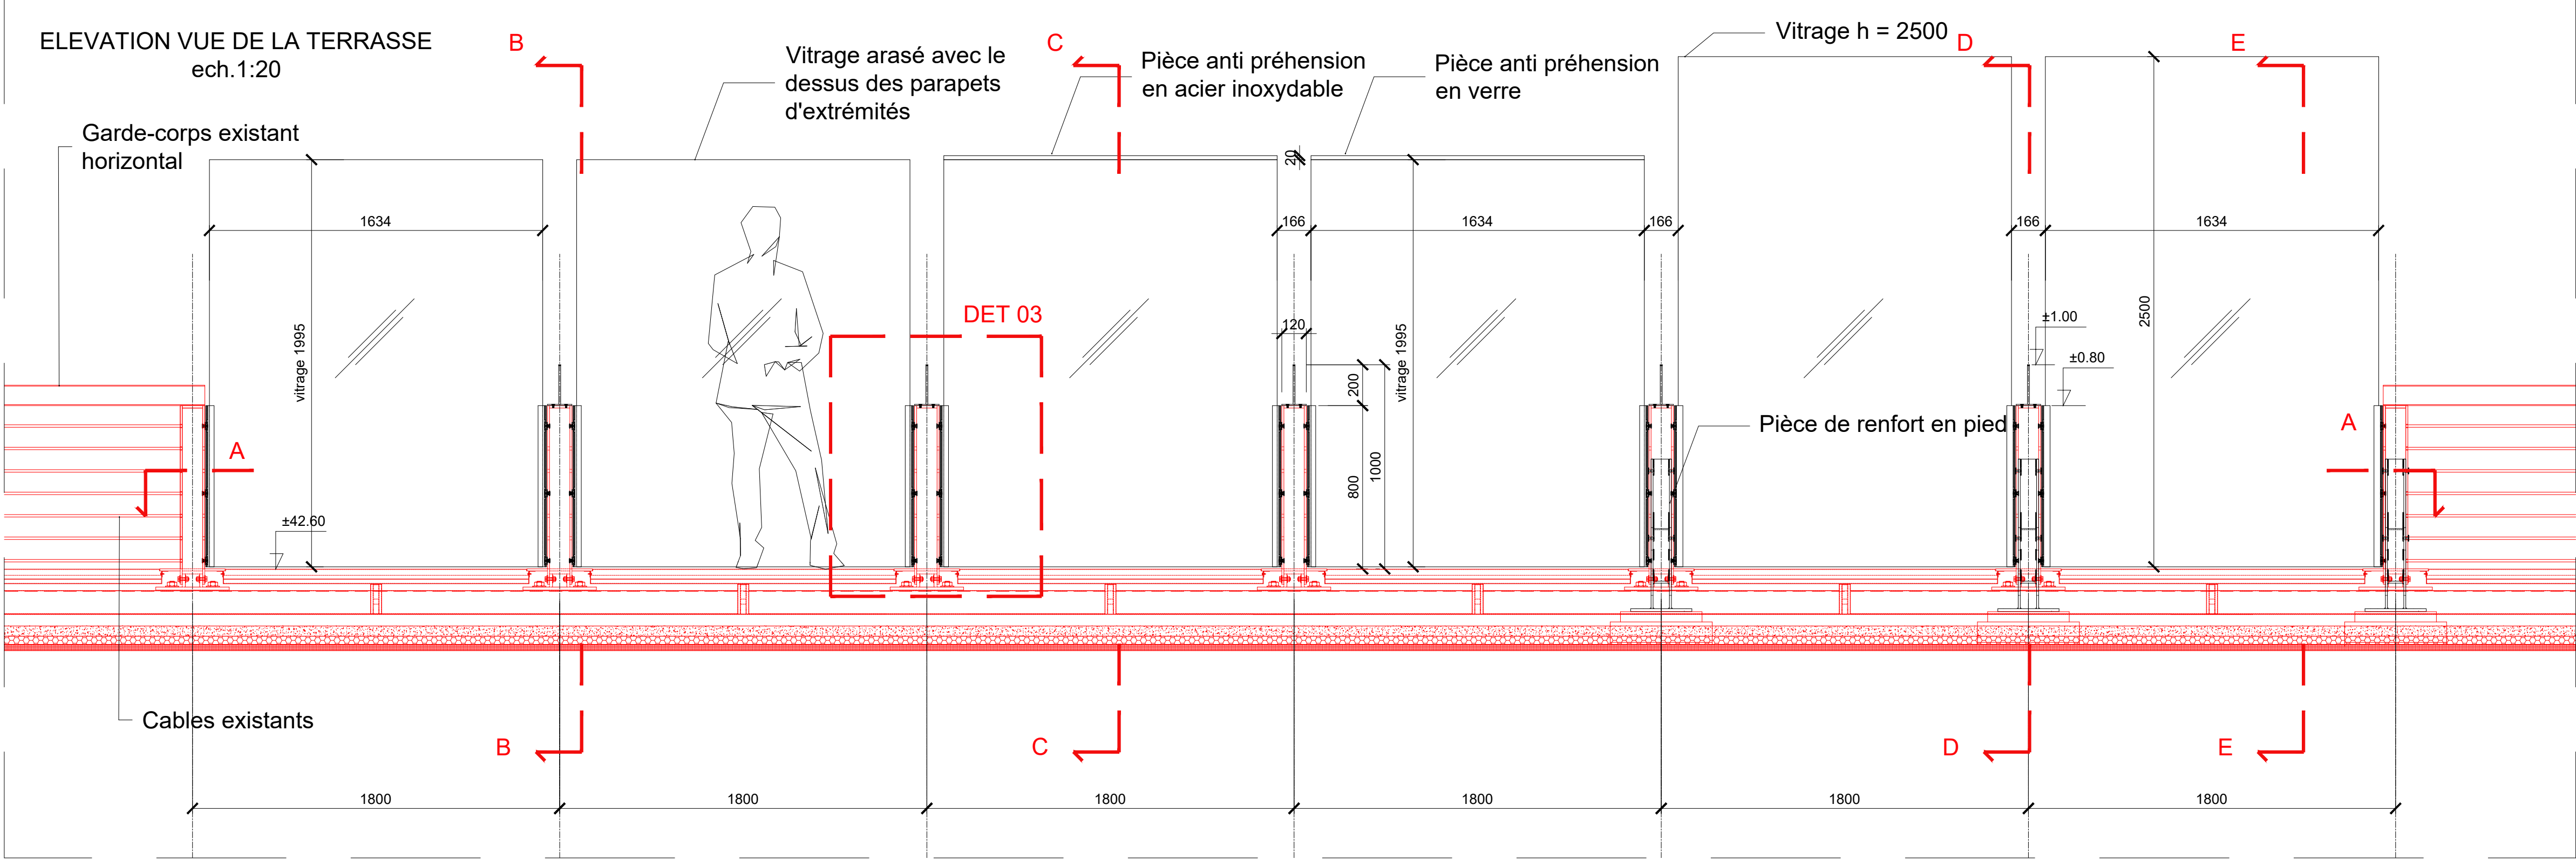 ELEVATION VUE DE LA TERRASSE
ech.1:20
B
Vitrage arasé avec le
dessus des parapets
d'extrémités
C
Pièce anti préhension
en acier inoxydable
Pièce anti préhension
en verre
Vitrage h = 2500
D
E
Garde-corps existant
horizontal
20
1634
166
1634
166
166
1634
vitrage 1995
DET 03
120
vitrage 1995
±1.00
2500
±0.80
200
1000
800
Pièce de renfort en pied
A
A
±42.60
Cables existants
B
C
D
E
1800
1800
1800
1800
1800
1800